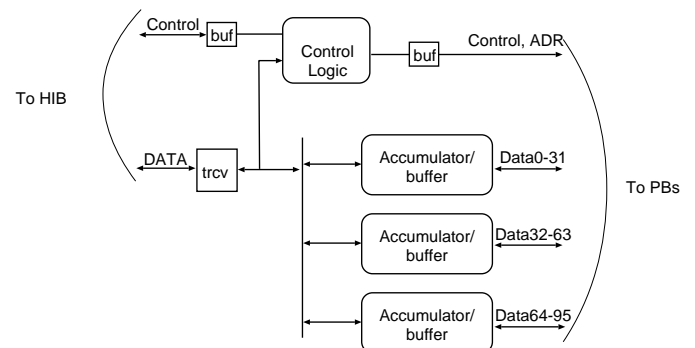 Control
buf
Control
Logic
buf
Control, ADR
To HIB
DATA
trcv
Accumulator/
buffer
Data0-31
To PBs
Accumulator/
buffer
Data32-63
Accumulator/
buffer
Data64-95